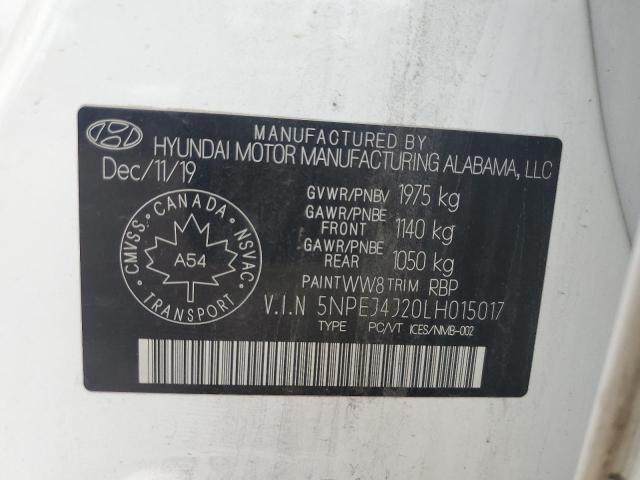 MANUFACTURED BY
HYUNDAI MOTOR MANUFACTURING ALABAMA, LLC
Dec/11/19
GVWR/PNBV 1975 kg
GAWR/PNBE
FRONT 1140 kg
GAWR/PNBE
REAR 1050 kg
CANADA
CMVSS NSVAC
A54
TRANSPORT
PAINT WW8 TRIM RBP
V.I.N 5NPEJ4J20LH015017
TYPE PC/VT ICES/NMB-002